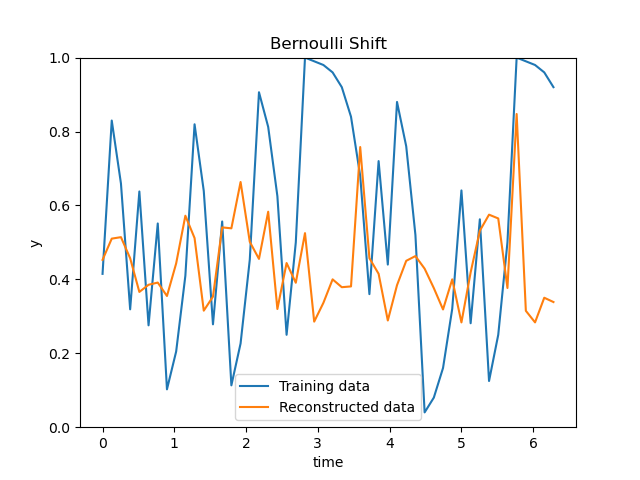 Bernoulli Shift
y
1.0
0.8
0.6
0.4
0.2
0.0
Training data
Reconstructed data
0 1 2 3 4 5 6
time